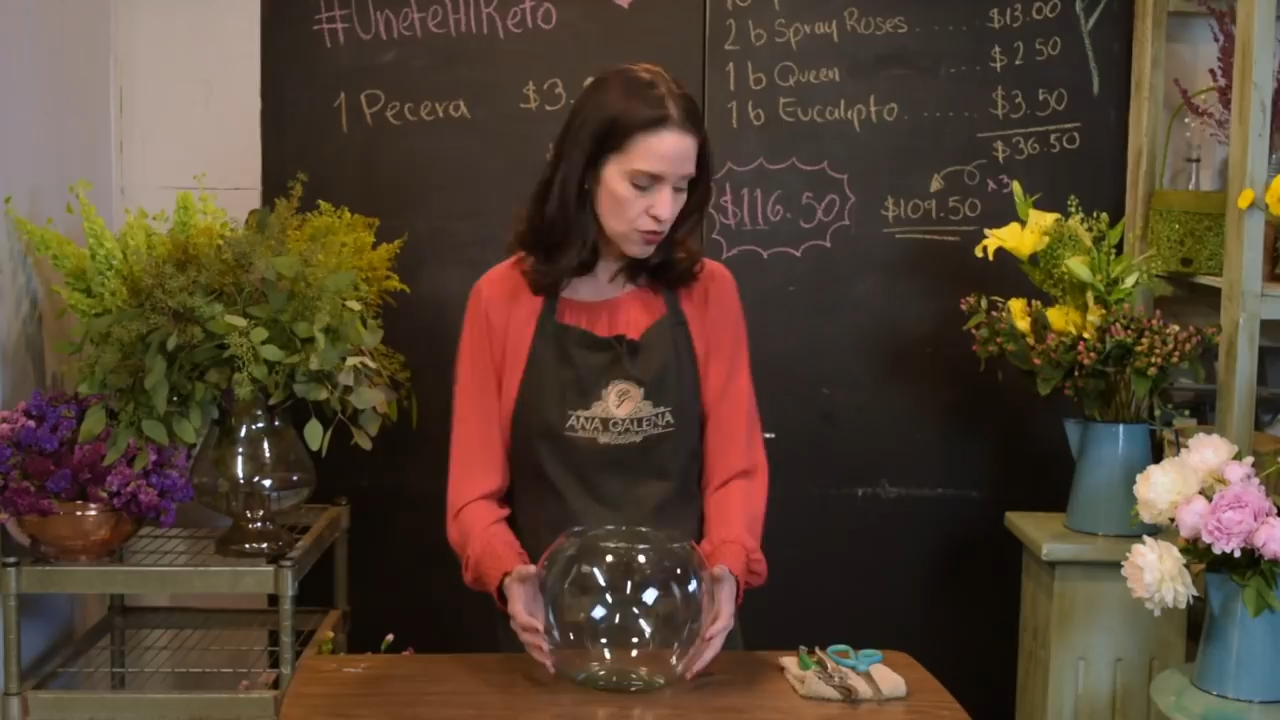 #UneteAlReto
1 Pecera $3.
2 b Spray Roses..... $13.00
1 b Queen .... $2.50
1 b Eucalipto...... $3.50
$36.50
x3
$116.50
$109.50
ANA GALENA